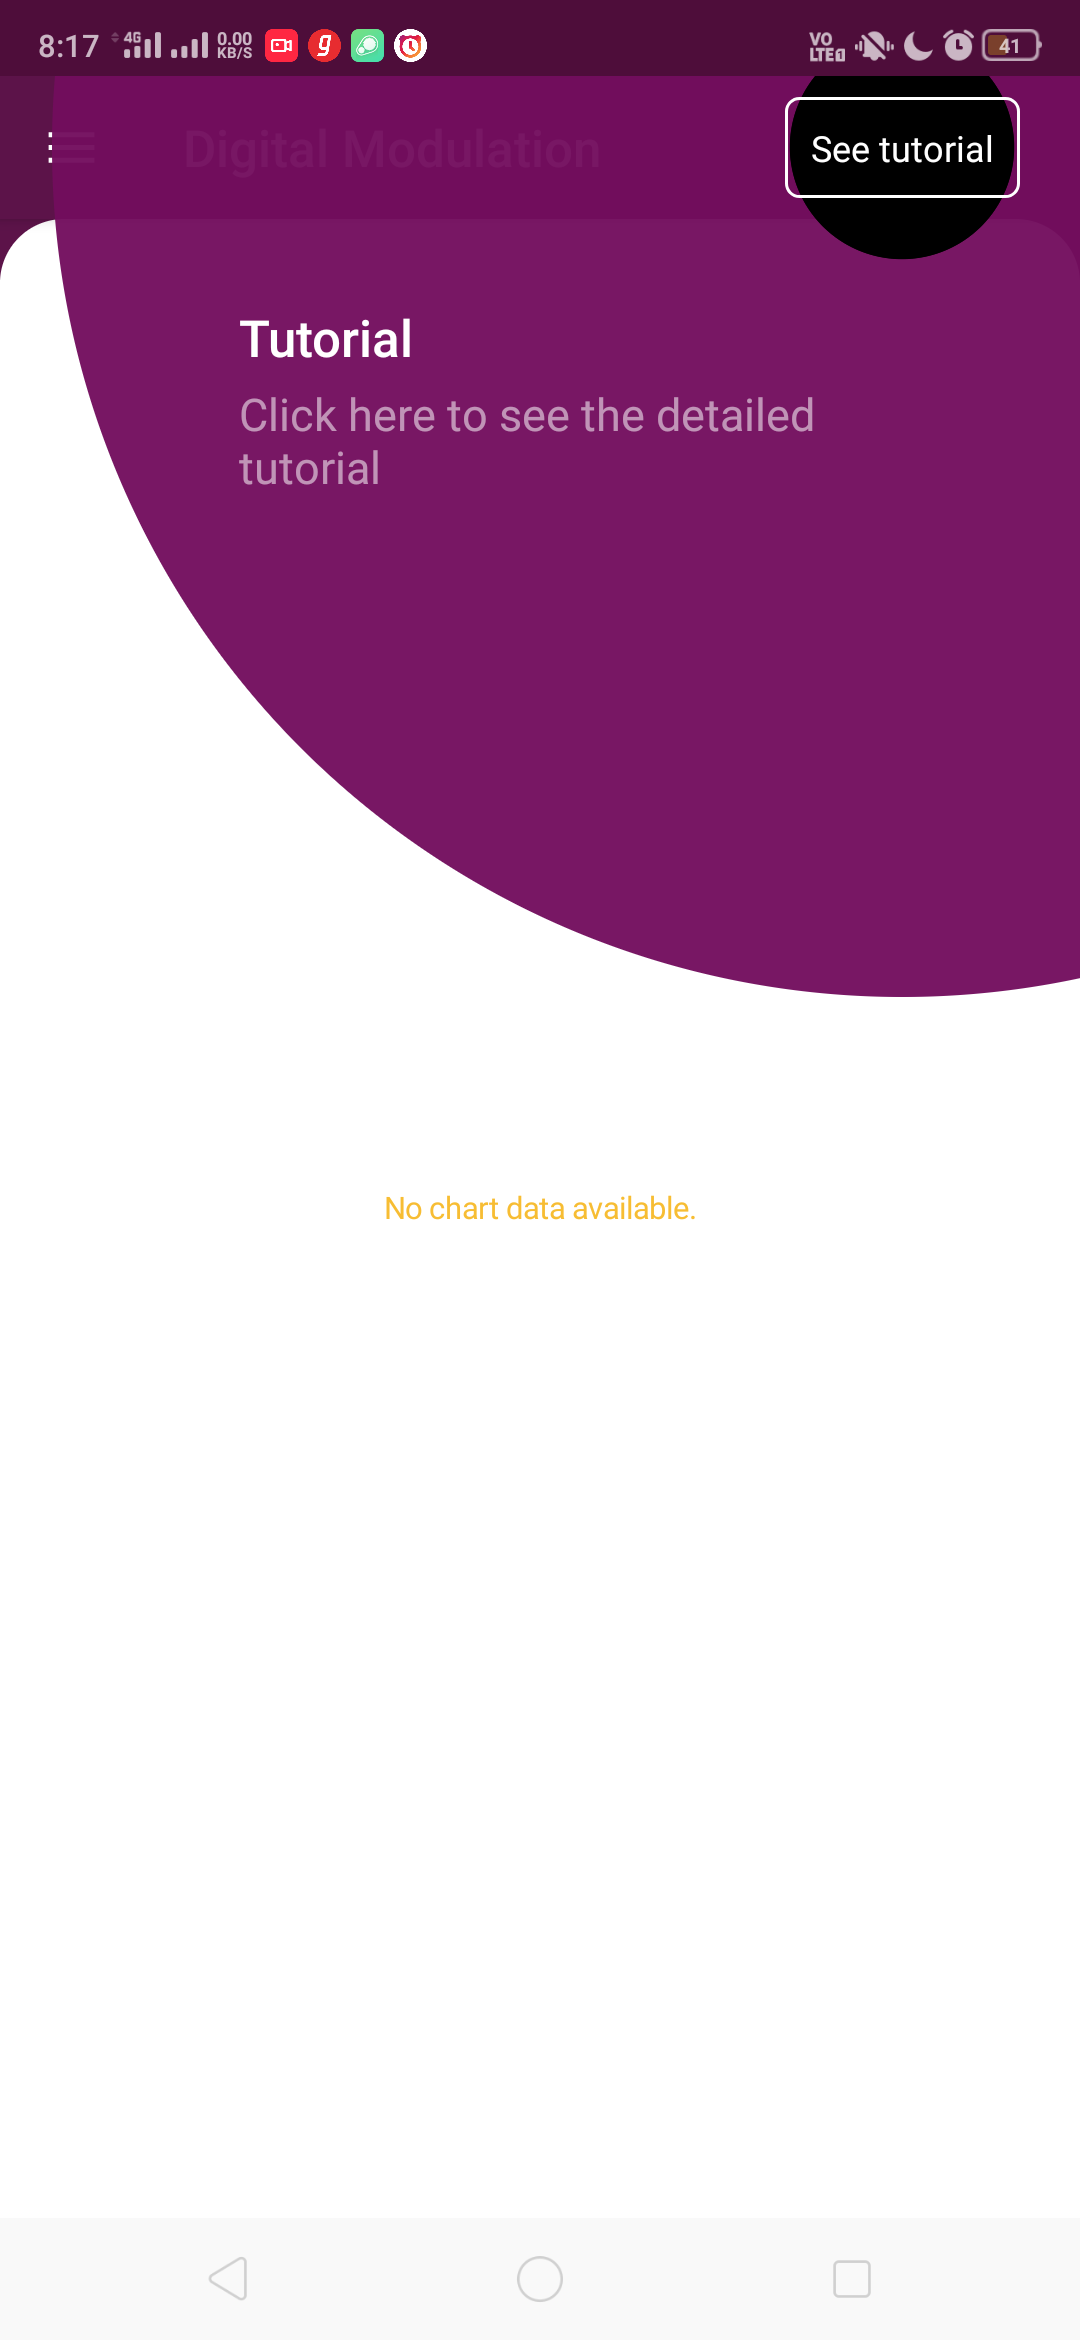 8:17 4G 0.00 KB/S g VO LTE1 41
Digital Modulation
See tutorial
Tutorial
Click here to see the detailed
tutorial
No chart data available.